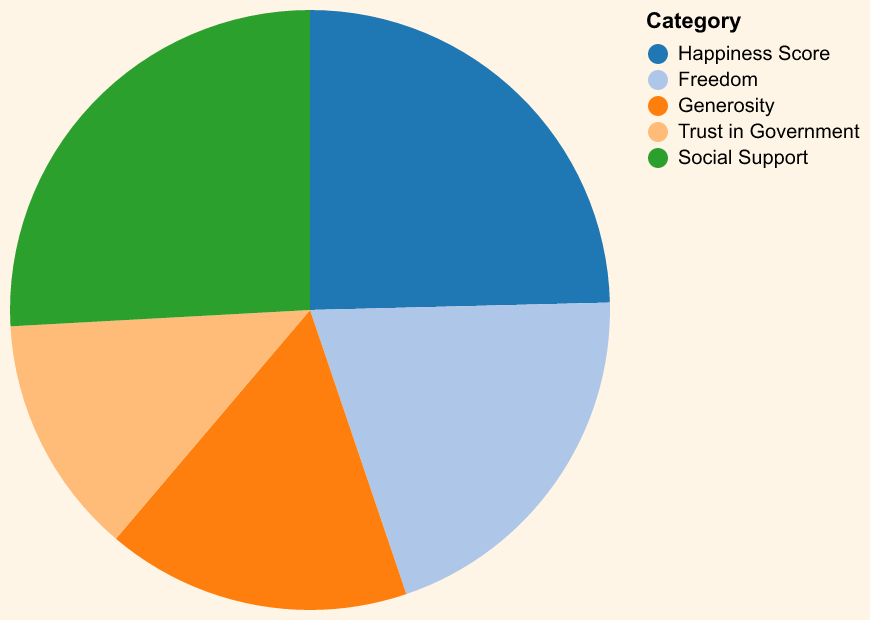 Category
Happiness Score
Freedom
Generosity
Trust in Government
Social Support